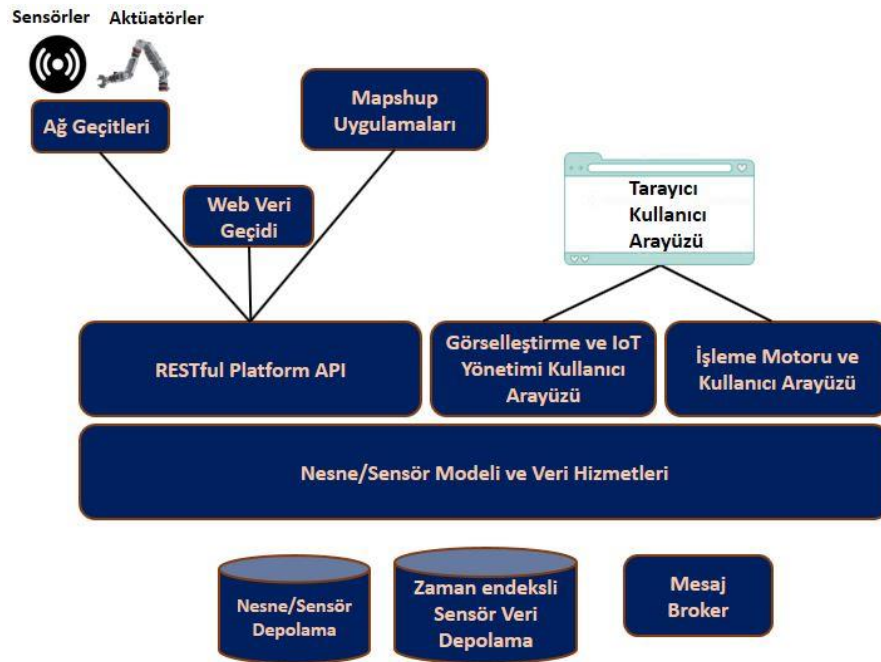 Sensörler
Aktüatörler
Ağ Geçitleri
Mapshup
Uygulamaları
Web Veri
Geçidi
Tarayıcı
Kullanıcı
Arayüzü
RESTful Platform API
Görselleştirme ve IoT
Yönetimi Kullanıcı
Arayüzü
İşleme Motoru ve
Kullanıcı Arayüzü
Nesne/Sensör Modeli ve Veri Hizmetleri
Nesne/Sensör
Depolama
Zaman endeksli
Sensör Veri
Depolama
Mesaj
Broker